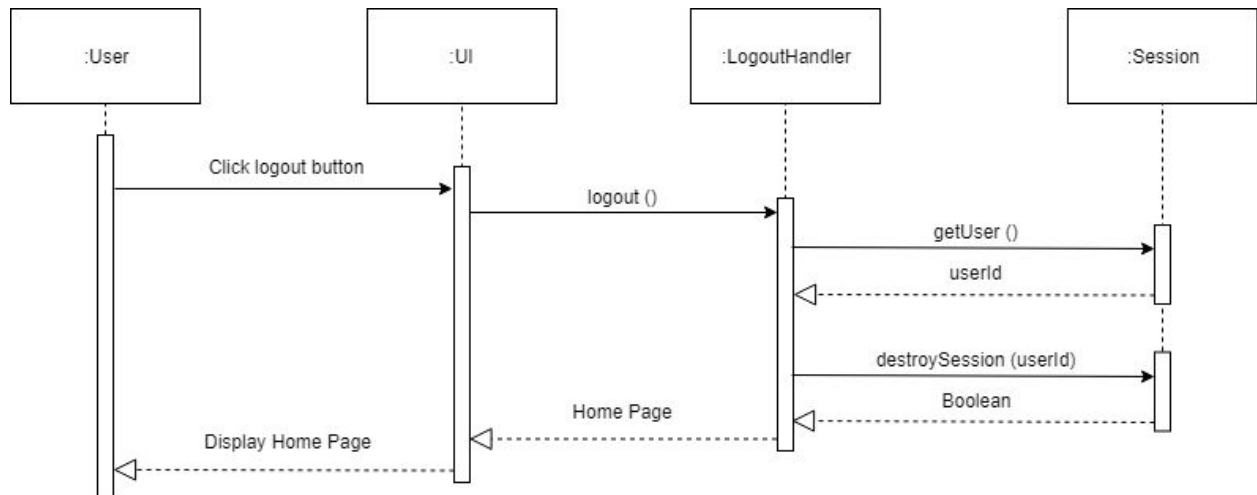 :User
:UI
:LogoutHandler
:Session
Click logout button
logout ()
getUser ()
userId
destroySession (userId)
Boolean
Home Page
Display Home Page